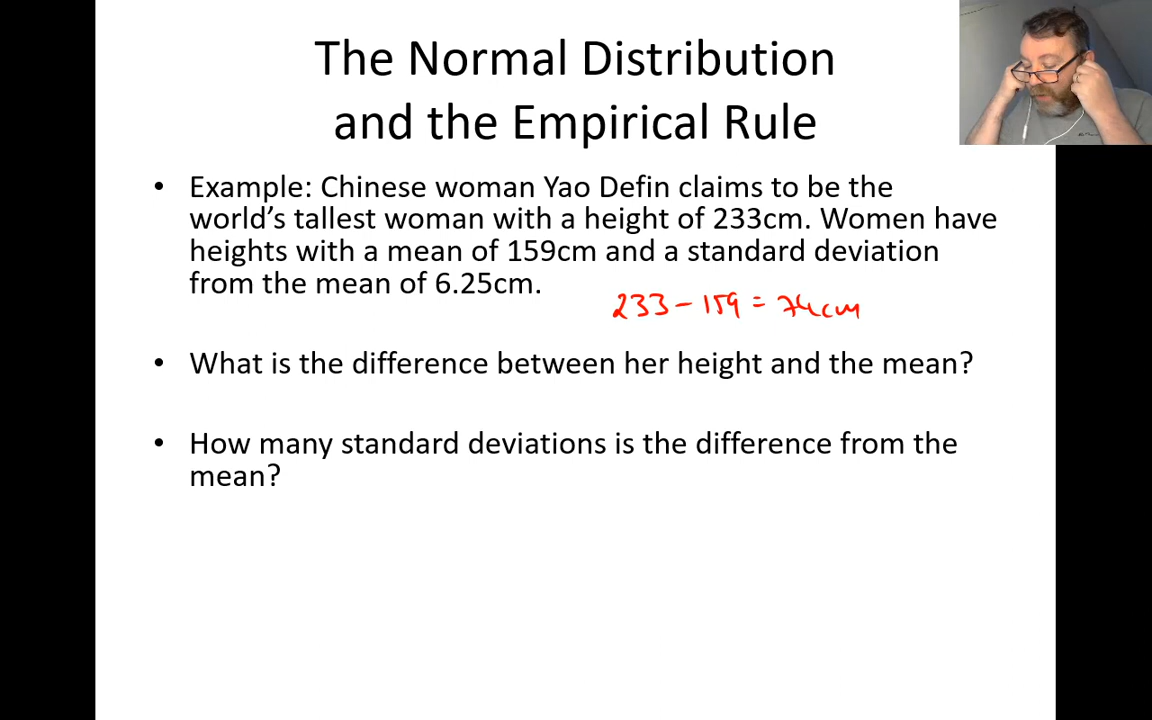 The Normal Distribution
and the Empirical Rule
• Example: Chinese woman Yao Defin claims to be the
world's tallest woman with a height of 233cm. Women have
heights with a mean of 159cm and a standard deviation
from the mean of 6.25cm.
233 - 159 = 74cm
• What is the difference between her height and the mean?
• How many standard deviations is the difference from the
mean?